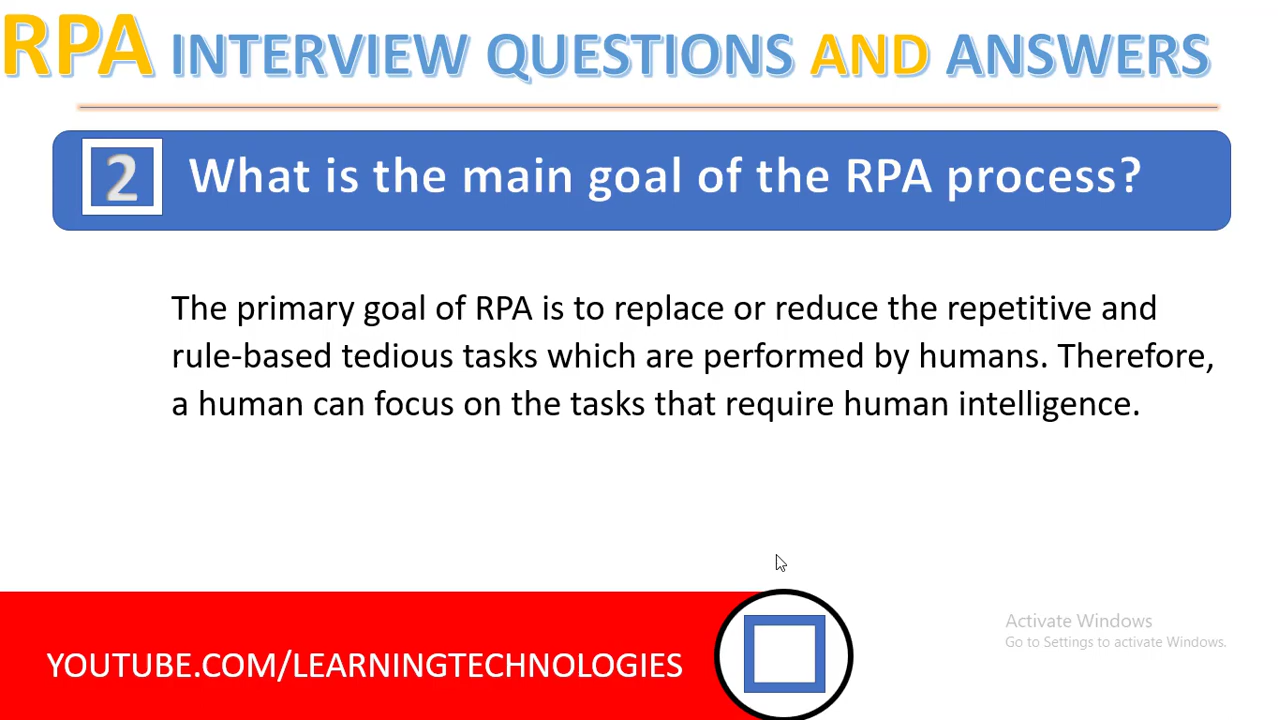 RPA INTERVIEW QUESTIONS AND ANSWERS
2 What is the main goal of the RPA process?
The primary goal of RPA is to replace or reduce the repetitive and
rule-based tedious tasks which are performed by humans. Therefore,
a human can focus on the tasks that require human intelligence.
Activate Windows
Go to Settings to activate Windows.
YOUTUBE.COM/LEARNINGTECHNOLOGIES